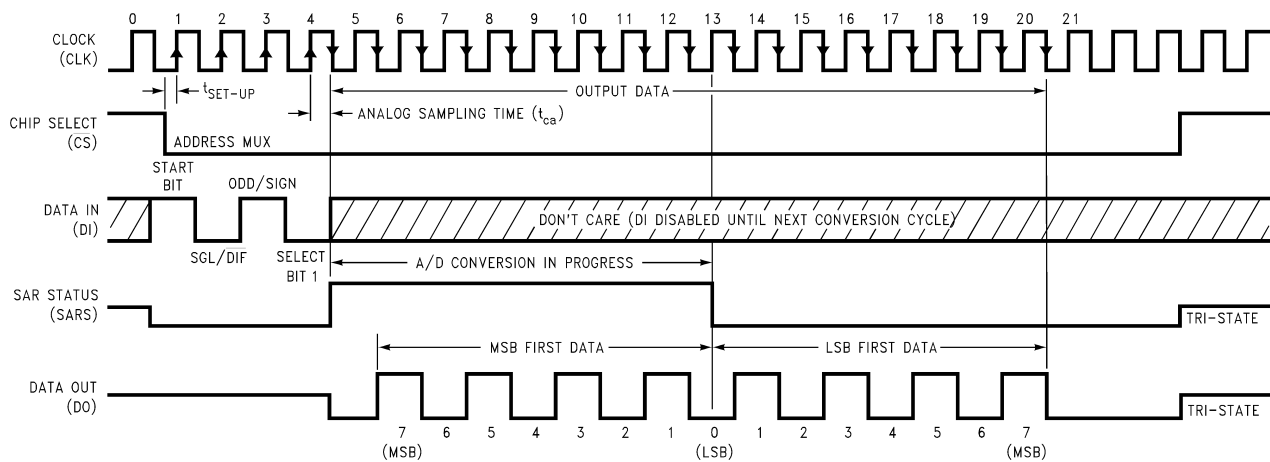 0 1 2 3 4 5 6 7 8 9 10 11 12 13 14 15 16 17 18 19 20 21
CLOCK
(CLK)
tSET-UP
OUTPUT DATA
ANALOG SAMPLING TIME (tca)
CHIP SELECT
(CS)
ADDRESS MUX
START
BIT
ODD/SIGN
DATA IN
(DI)
DON'T CARE (DI DISABLED UNTIL NEXT CONVERSION CYCLE)
SGL/DIF
SELECT
BIT 1
A/D CONVERSION IN PROGRESS
SAR STATUS
(SARS)
TRI-STATE
MSB FIRST DATA
LSB FIRST DATA
DATA OUT
(DO)
TRI-STATE
7 6 5 4 3 2 1 0 1 2 3 4 5 6 7
(MSB) (LSB) (MSB)